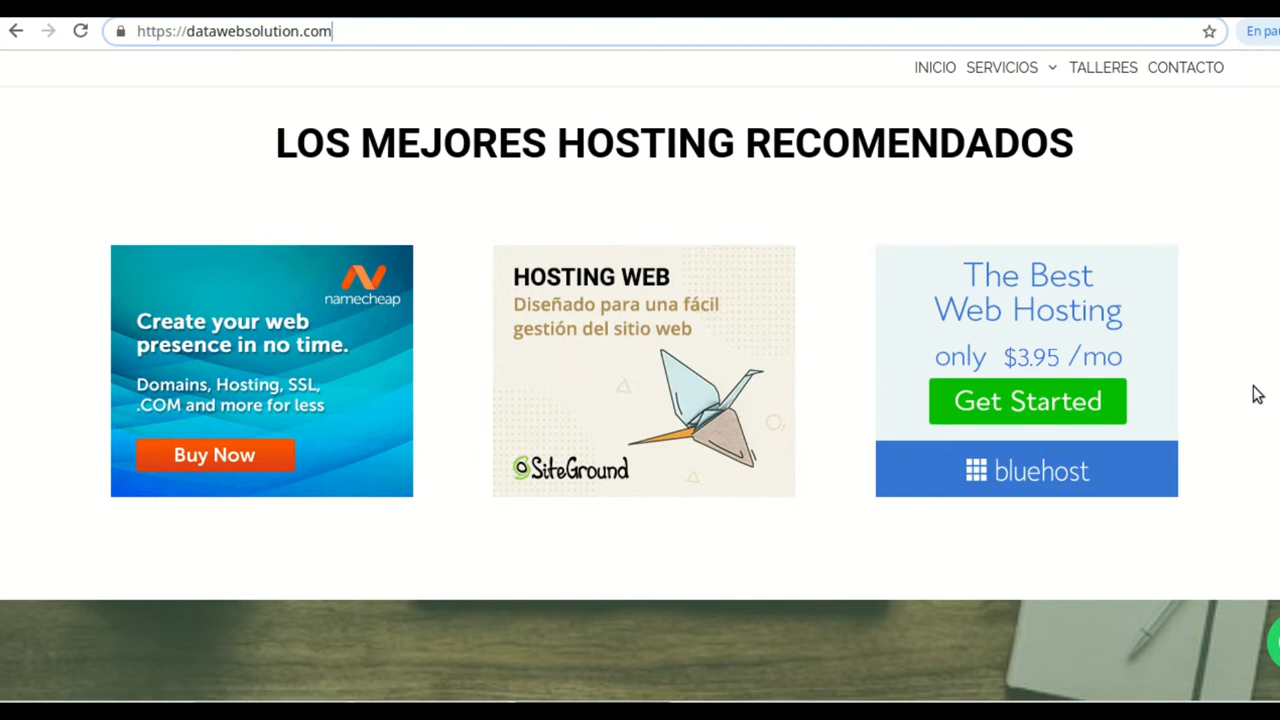 https://datawebsolution.com
En pau
INICIO SERVICIOS TALLERES CONTACTO
LOS MEJORES HOSTING RECOMENDADOS
namecheap
Create your web
presence in no time.
Domains, Hosting, SSL,
.COM and more for less
Buy Now
HOSTING WEB
Diseñado para una fácil
gestión del sitio web
SiteGround
The Best
Web Hosting
only $3.95 /mo
Get Started
bluehost